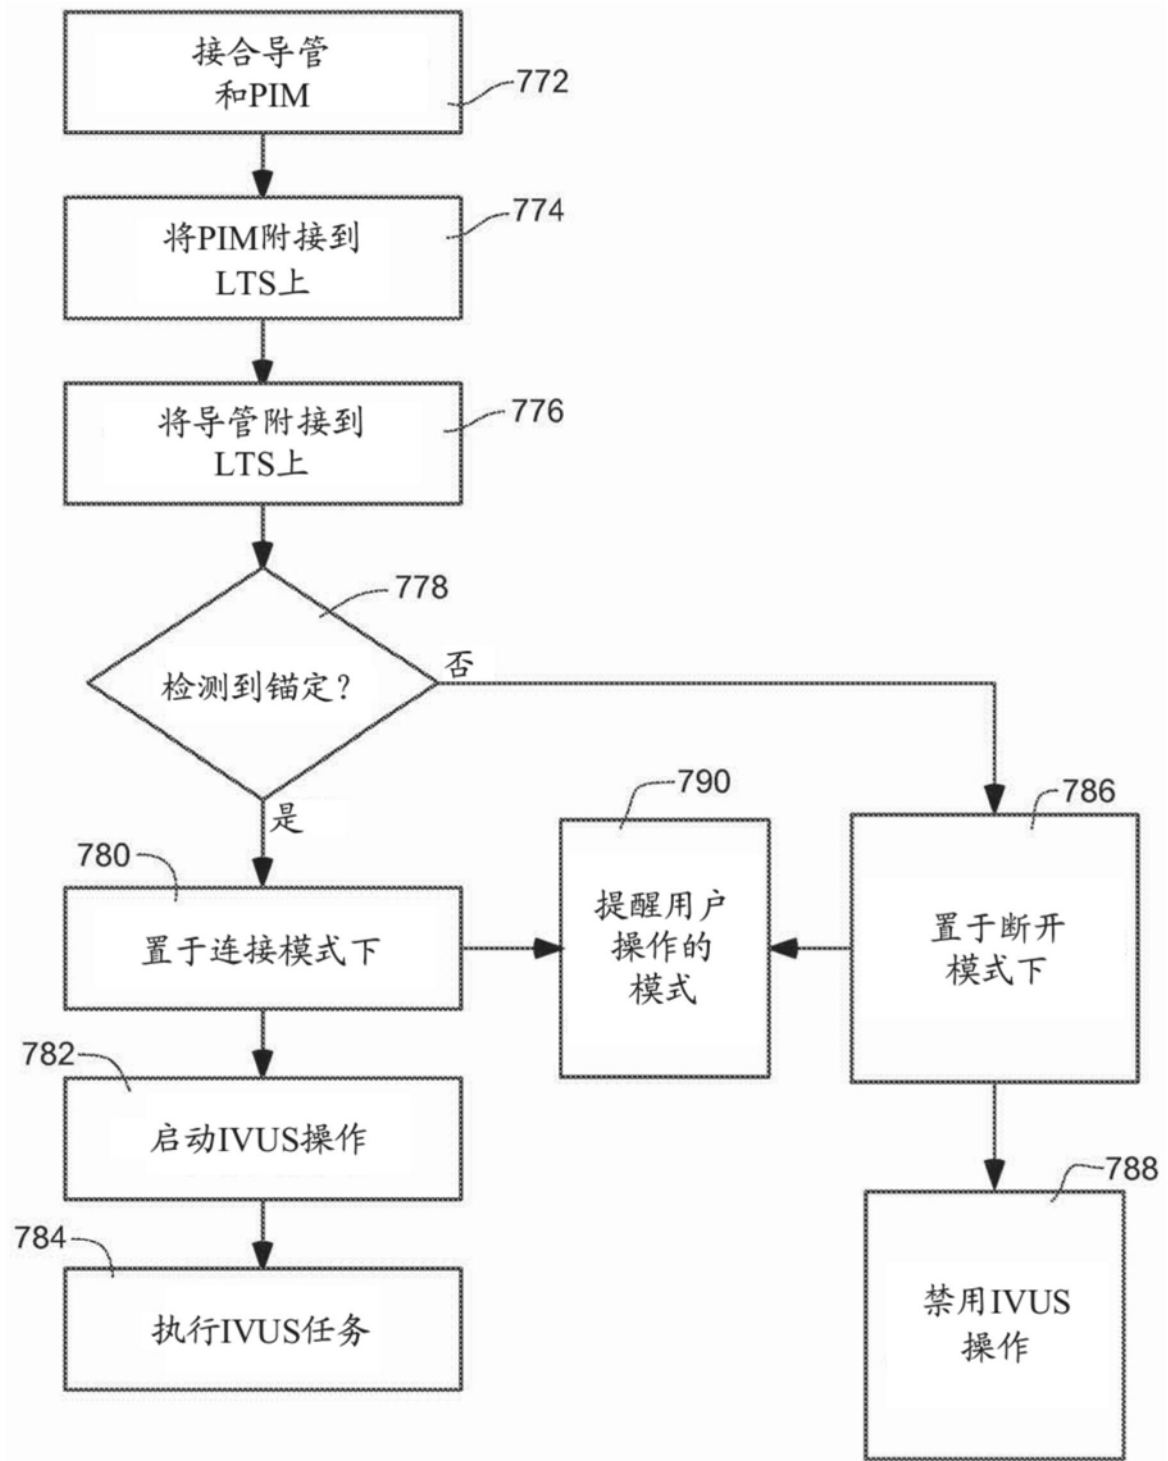 接合导管
和PIM
772
将PIM附接到
LTS上
774
将导管附接到
LTS上
776
778
检测到锚定?
否
是
780
置于连接模式下
790
提醒用户
操作的
模式
786
置于断开
模式下
782
启动IVUS操作
784
执行IVUS任务
788
禁用IVUS
操作